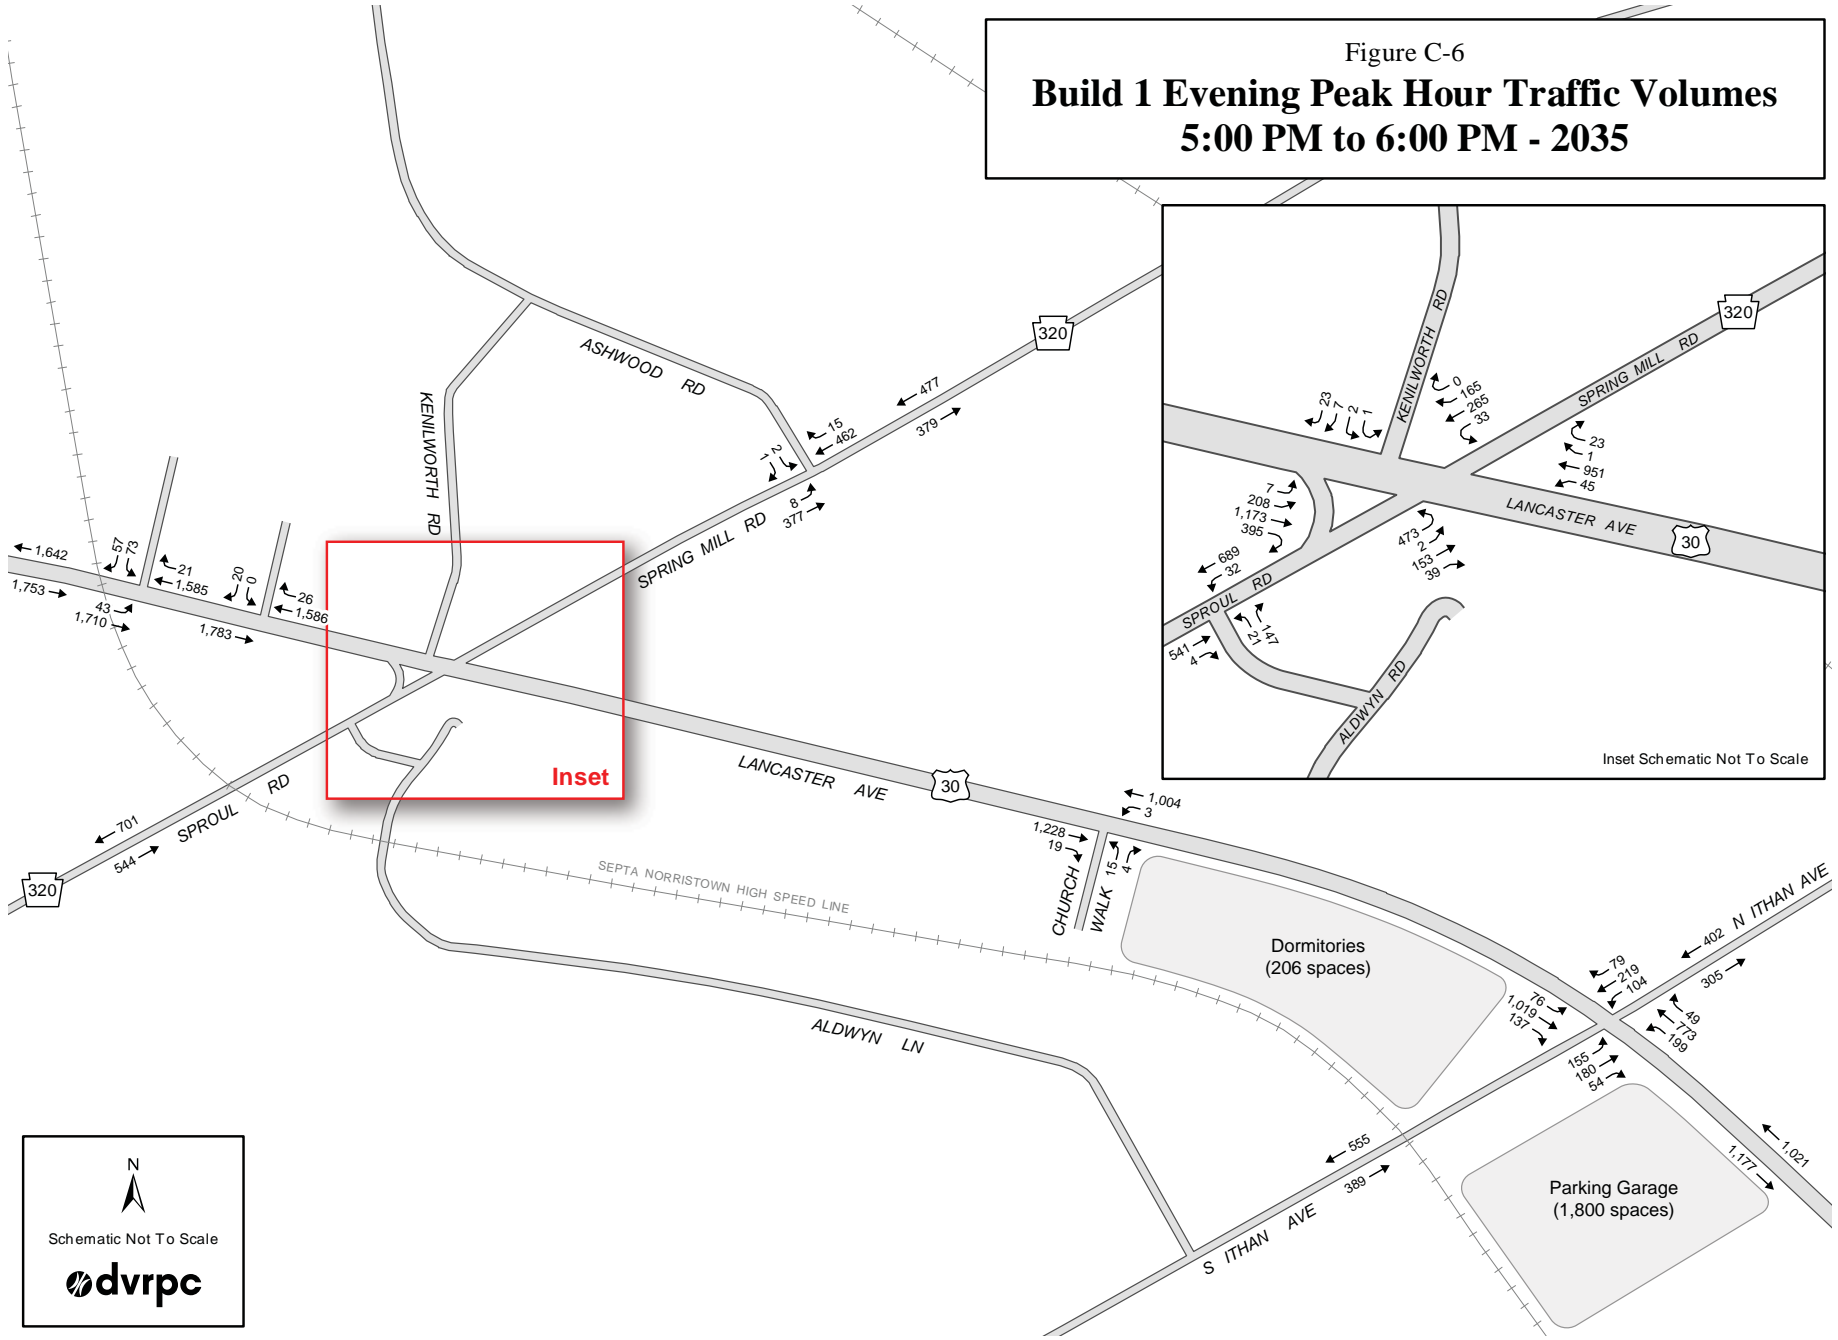 Figure C-6
Build 1 Evening Peak Hour Traffic Volumes
5:00 PM to 6:00 PM - 2035
320
ASHWOOD RD
KENILWORTH RD
477
379
15
462
2
1
8
377
SPRING MILL RD
1,642
1,753
57
73
21
1,585
43
1,710
20
0
26
1,586
1,783
Inset
LANCASTER AVE
30
701
544
SPROUL RD
320
SEPTA NORRISTOWN HIGH SPEED LINE
1,004
3
1,228
19
15
4
CHURCH
WALK
Dormitories
(206 spaces)
ALDWYN LN
N ITHAN AVE
402
305
79
219
104
76
1,019
137
49
773
199
155
180
54
555
389
S ITHAN AVE
1,021
1,177
Parking Garage
(1,800 spaces)
KENILWORTH RD
SPRING MILL RD
320
23
7
2
1
0
165
265
33
23
1
951
45
LANCASTER AVE
30
7
208
1,173
395
473
2
153
39
689
32
SPROUL RD
541
4
21
147
ALDWYN RD
Inset Schematic Not To Scale
N
Schematic Not To Scale
dvrpc